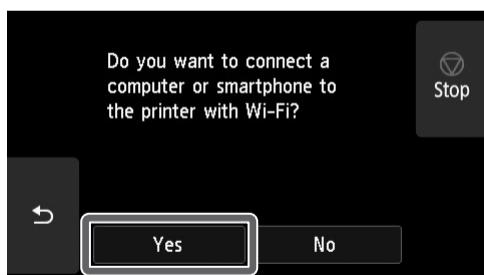 Do you want to connect a
computer or smartphone to
the printer with Wi-Fi?
Stop
Yes
No